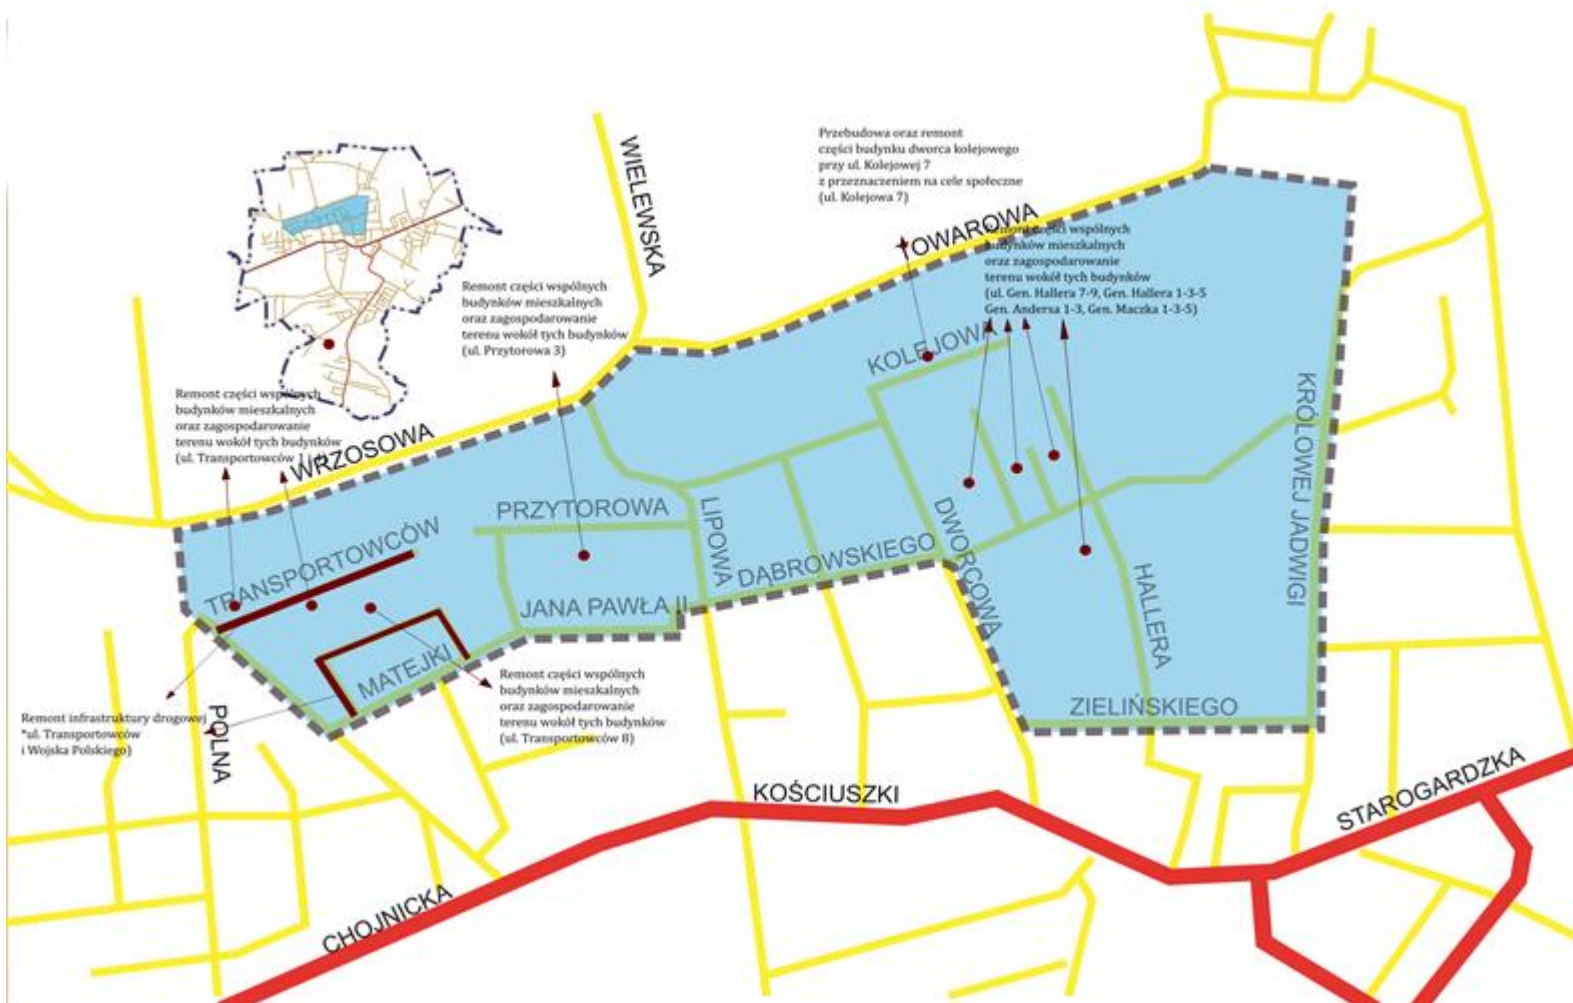 WIELEWSKA
Przebudowa oraz remont
części budynku dworca kolejowego
przy ul. Kolejowej 7
z przeznaczeniem na cele społeczne
(ul. Kolejowa 7)
TOWAROWA
Remont części wspólnych
budynków mieszkalnych
oraz zagospodarowanie
terenu wokół tych budynków
(ul. Gen. Hallera 7-9, Gen. Hallera 1-3-5
Gen. Andersa 1-3, Gen. Maczka 1-3-5)
Remont części wspólnych
budynków mieszkalnych
oraz zagospodarowanie
terenu wokół tych budynków
(ul. Przytorowa 3)
KOLEJOWA
KRÓLOWEJ JADWIGI
Remont części wspólnych
budynków mieszkalnych
oraz zagospodarowanie
terenu wokół tych budynków
(ul. Transportowców
WRZOSOWA
PRZYTOROWA
LIPOWA
TRANSPORTOWCÓW
DĄBROWSKIEGO
DWORCOWA
JANA PAWŁA II
HALLERA
MATEJKI
Remont części wspólnych
budynków mieszkalnych
oraz zagospodarowanie
terenu wokół tych budynków
(ul. Transportowców 8)
ZIELIŃSKIEGO
Remont infrastruktury drogowej
*ul. Transportowców
i Wojska Polskiego)
POLNA
KOŚCIUSZKI
STAROGARDZKA
CHOJNICKA